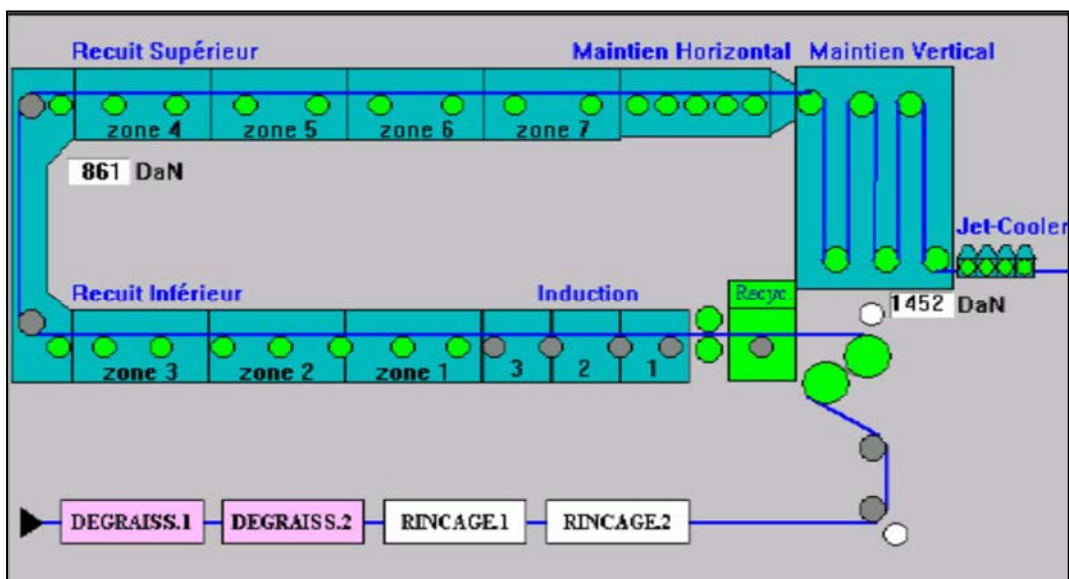 Recuit Supérieur
Maintien Horizontal
Maintien Vertical
zone 4
zone 5
zone 6
zone 7
861 DaN
Jet-Cooler
Recuit Inférieur
Induction
Recyc.
1452 DaN
zone 3
zone 2
zone 1
3
2
1
DEGRAISS.1
DEGRAISS.2
RINCAGE.1
RINCAGE.2